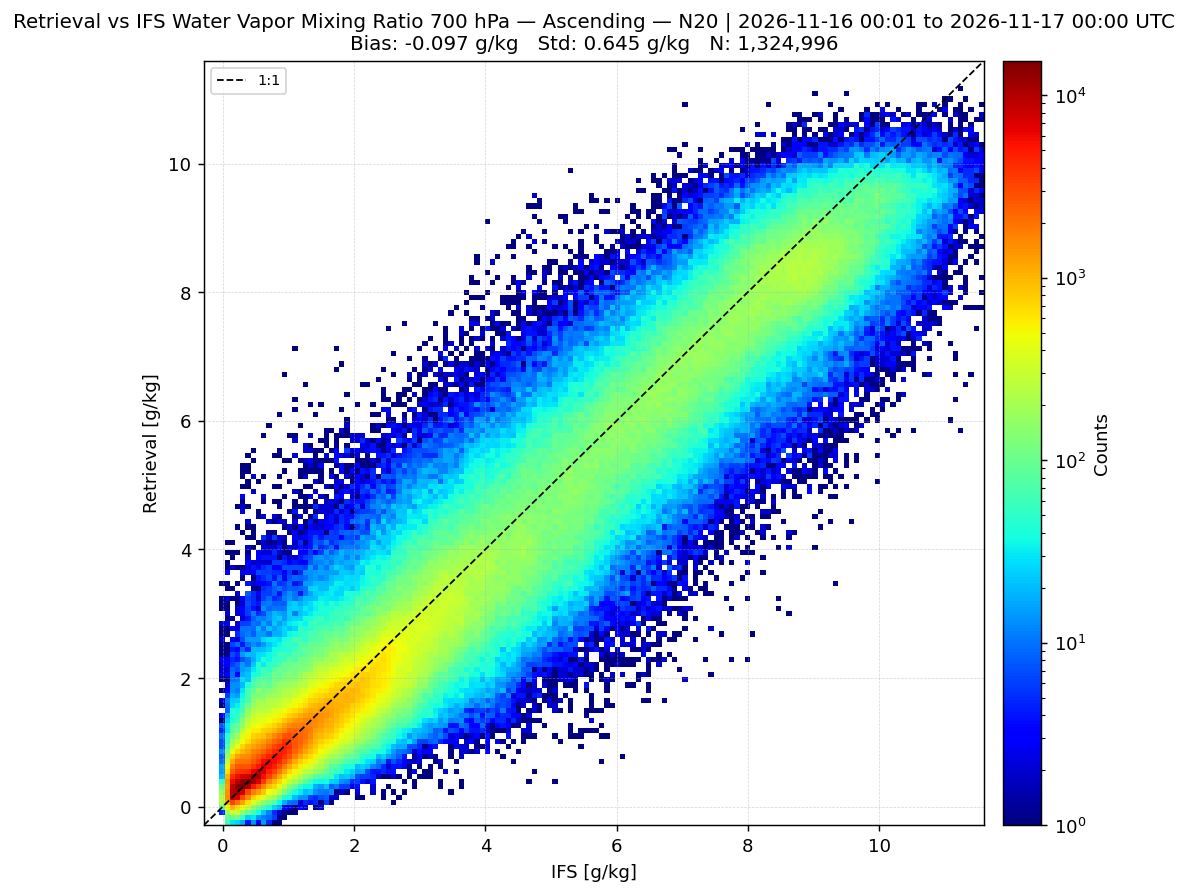 Retrieval vs IFS Water Vapor Mixing Ratio 700 hPa — Ascending — N20 | 2026-11-16 00:01 to 2026-11-17 00:00 UTC
Bias: -0.097 g/kg   Std: 0.645 g/kg   N: 1,324,996
1:1
10
8
6
4
2
0
Retrieval [g/kg]
0 2 4 6 8 10
IFS [g/kg]
10⁴
10³
10²
10¹
10⁰
Counts